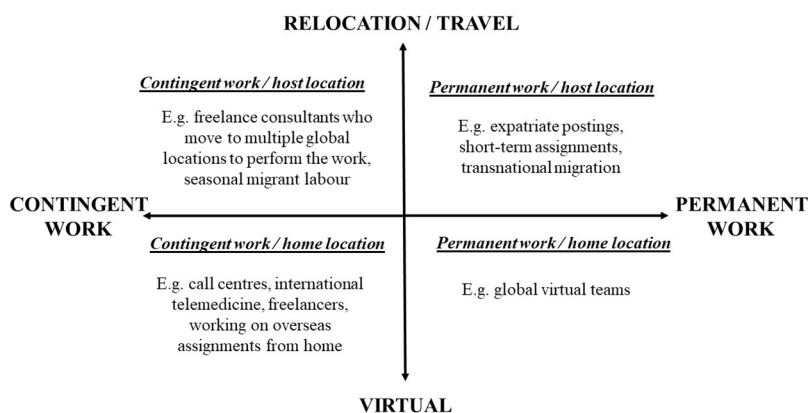 RELOCATION / TRAVEL
Contingent work / host location
E.g. freelance consultants who
move to multiple global
locations to perform the work,
seasonal migrant labour
Permanent work / host location
E.g. expatriate postings,
short-term assignments,
transnational migration
CONTINGENT
WORK
PERMANENT
WORK
Contingent work / home location
E.g. call centres, international
telemedicine, freelancers,
working on overseas
assignments from home
Permanent work / home location
E.g. global virtual teams
VIRTUAL